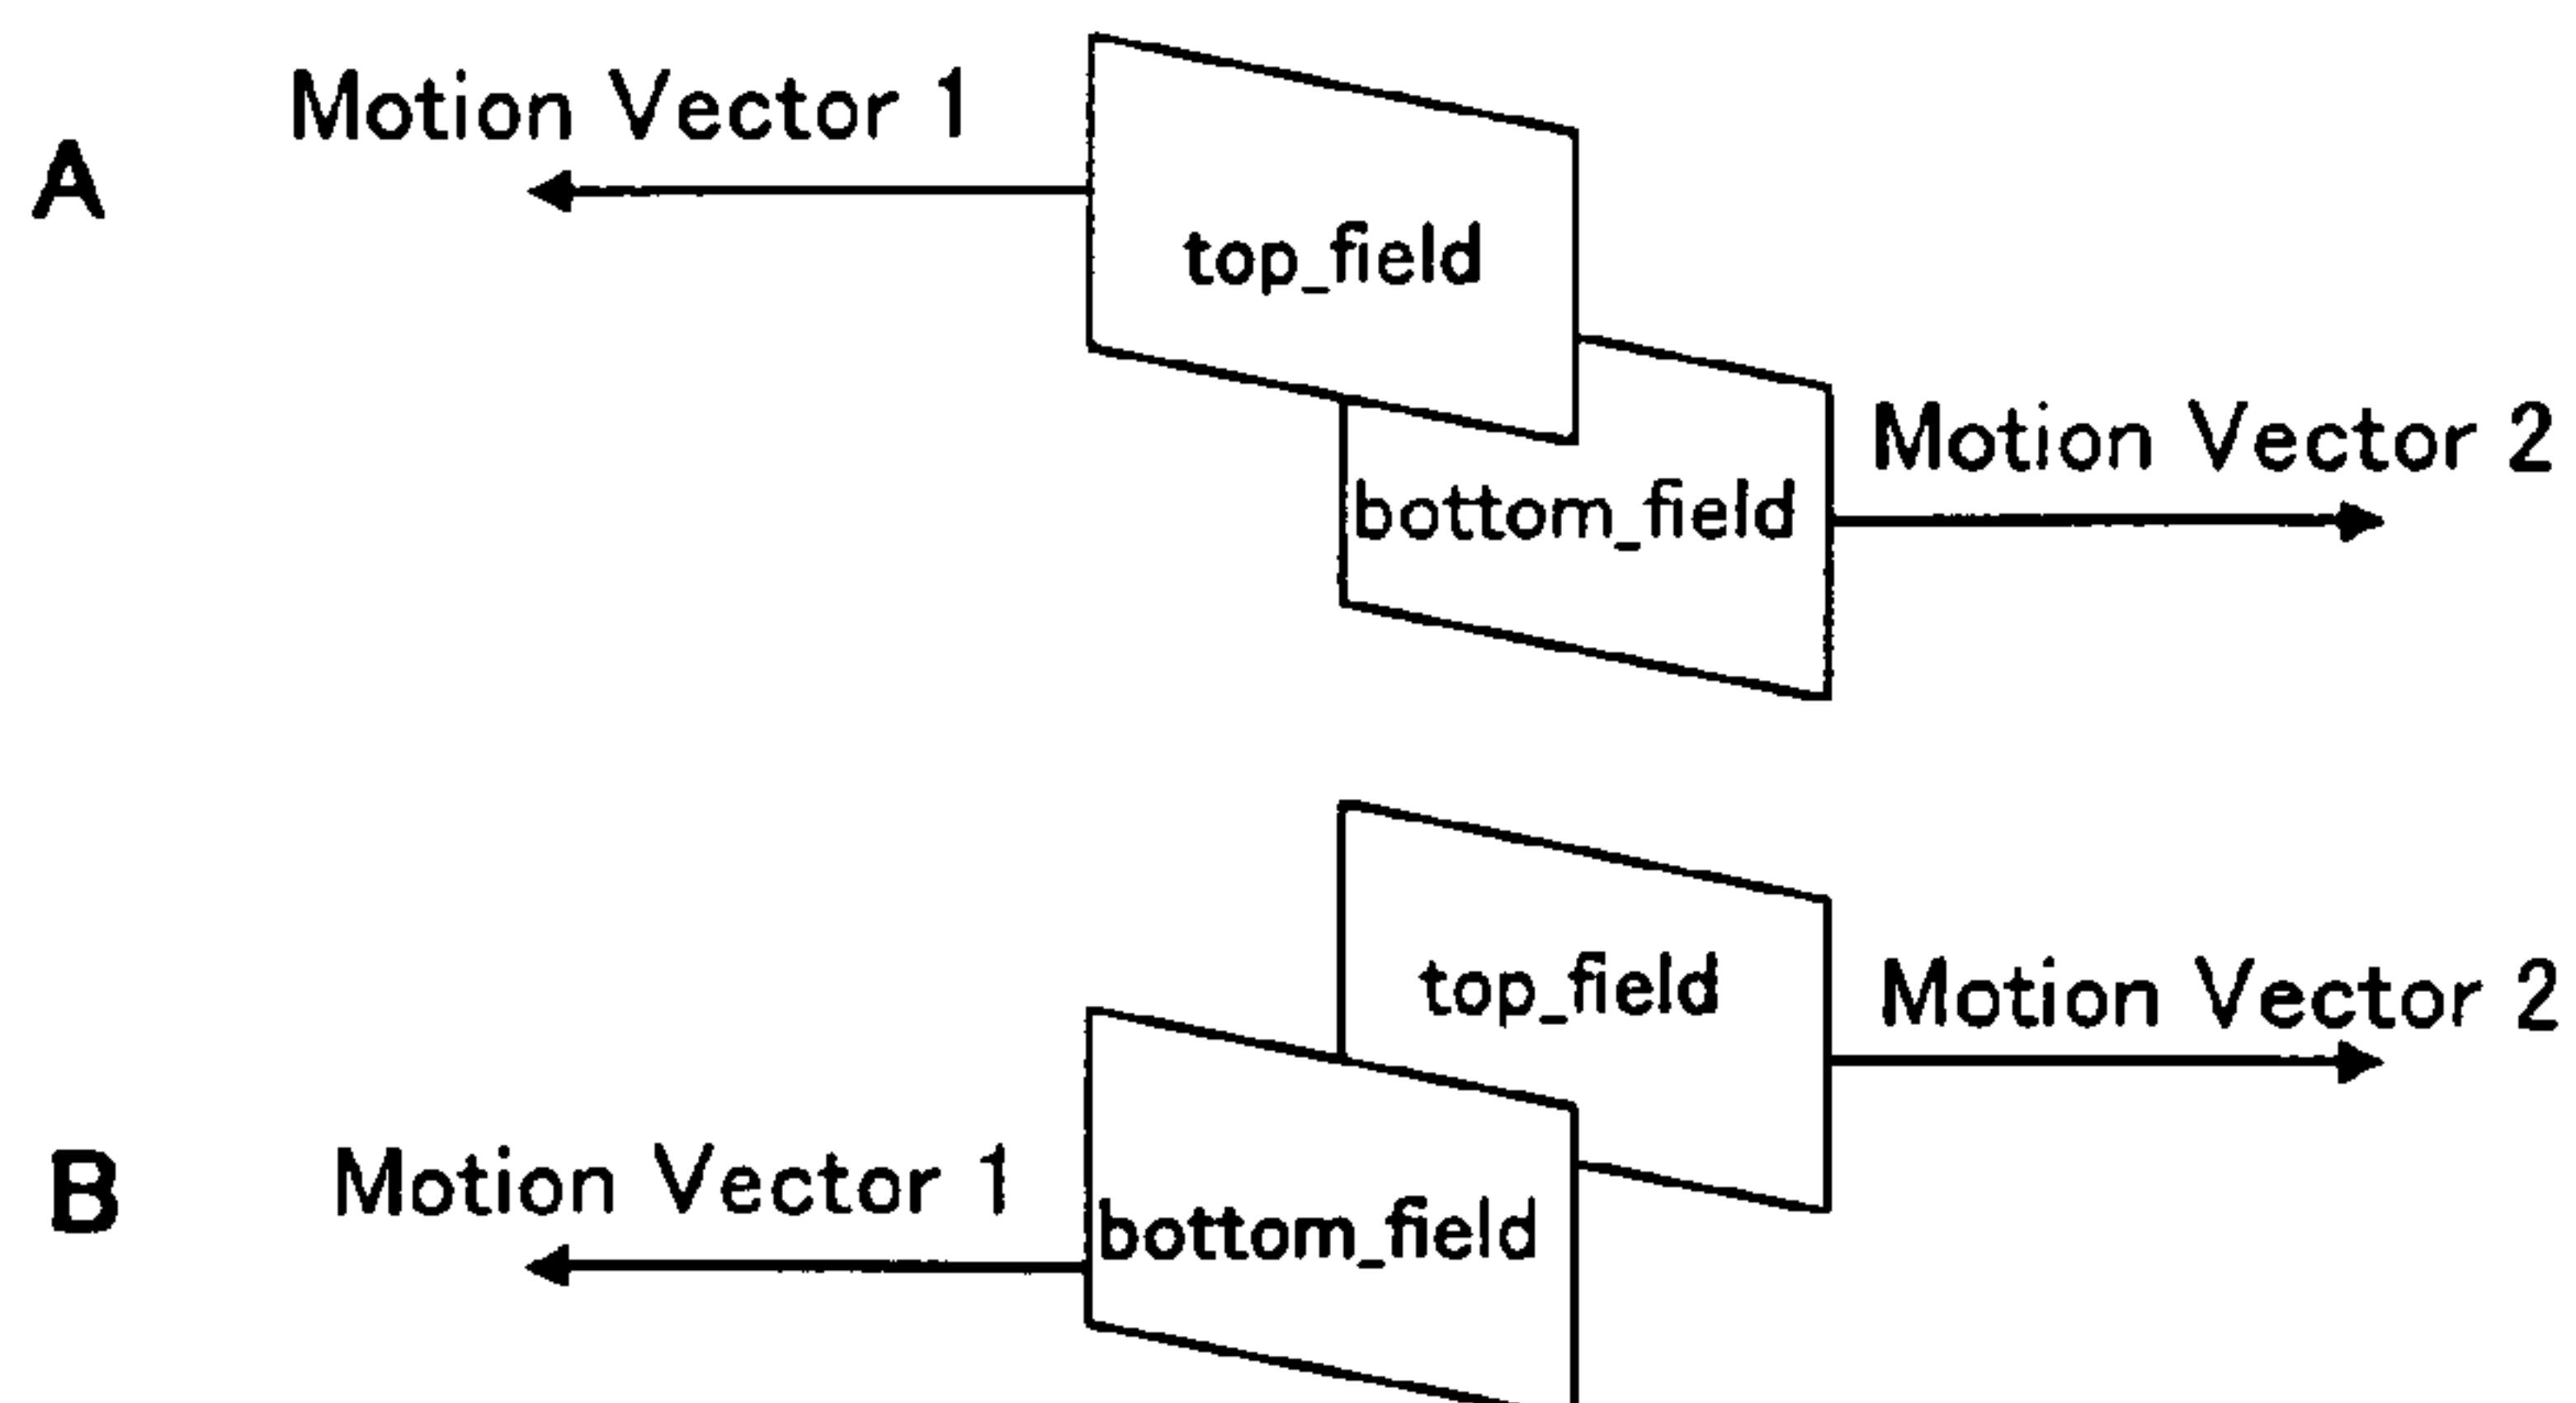 Motion Vector 1
A
top_field
Motion Vector 2
bottom_field
top_field
Motion Vector 2
B
Motion Vector 1
bottom_field